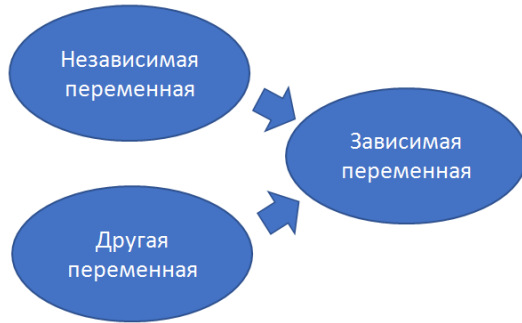 Независимая
переменная
Зависимая
переменная
Другая
переменная